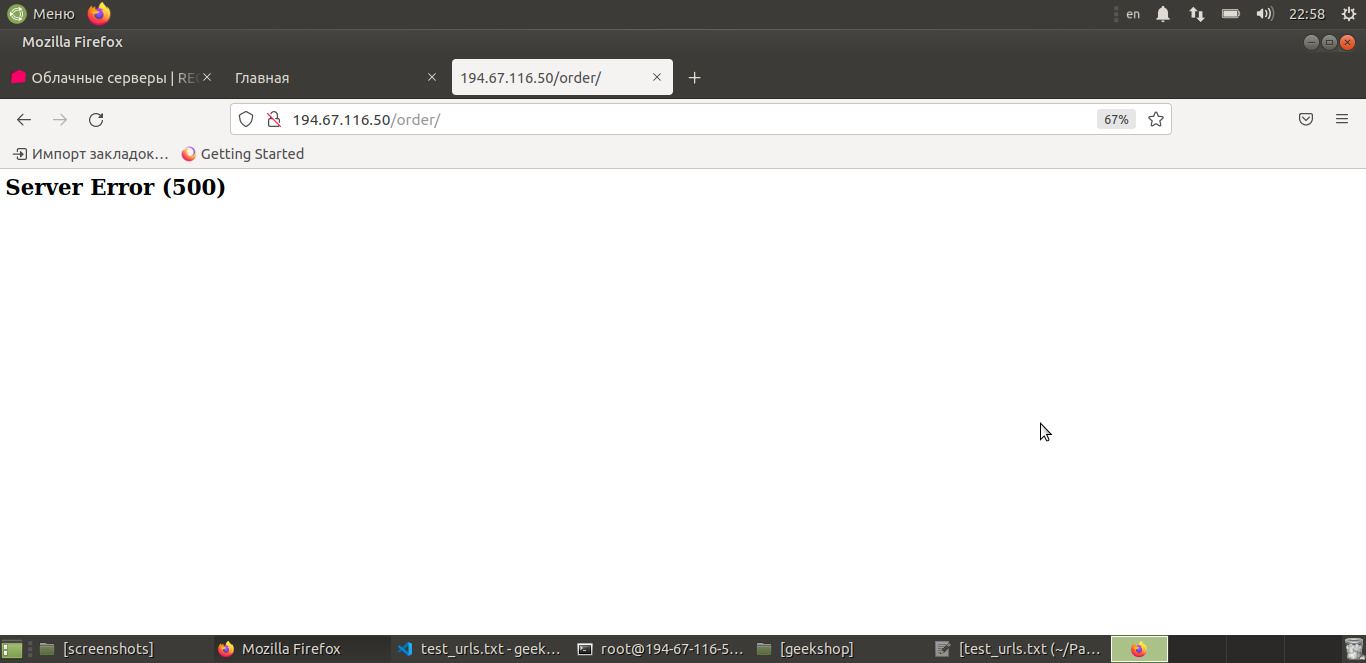 Меню en 22:58
Mozilla Firefox
Облачные серверы | RE Главная 194.67.116.50/order/
194.67.116.50/order/ 67%
Импорт закладок… Getting Started
Server Error (500)
[screenshots] Mozilla Firefox test_urls.txt - geek… root@194-67-116-5… [geekshop] [test_urls.txt (~/Pa…